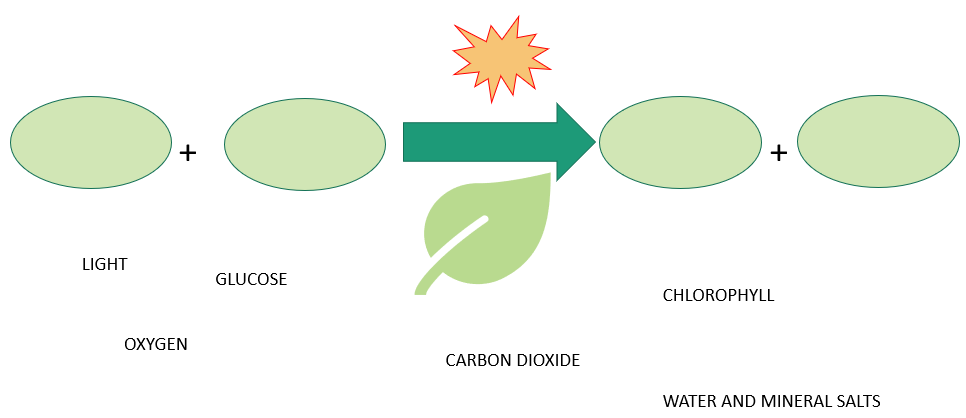 +
+
LIGHT
GLUCOSE
CHLOROPHYLL
OXYGEN
CARBON DIOXIDE
WATER AND MINERAL SALTS